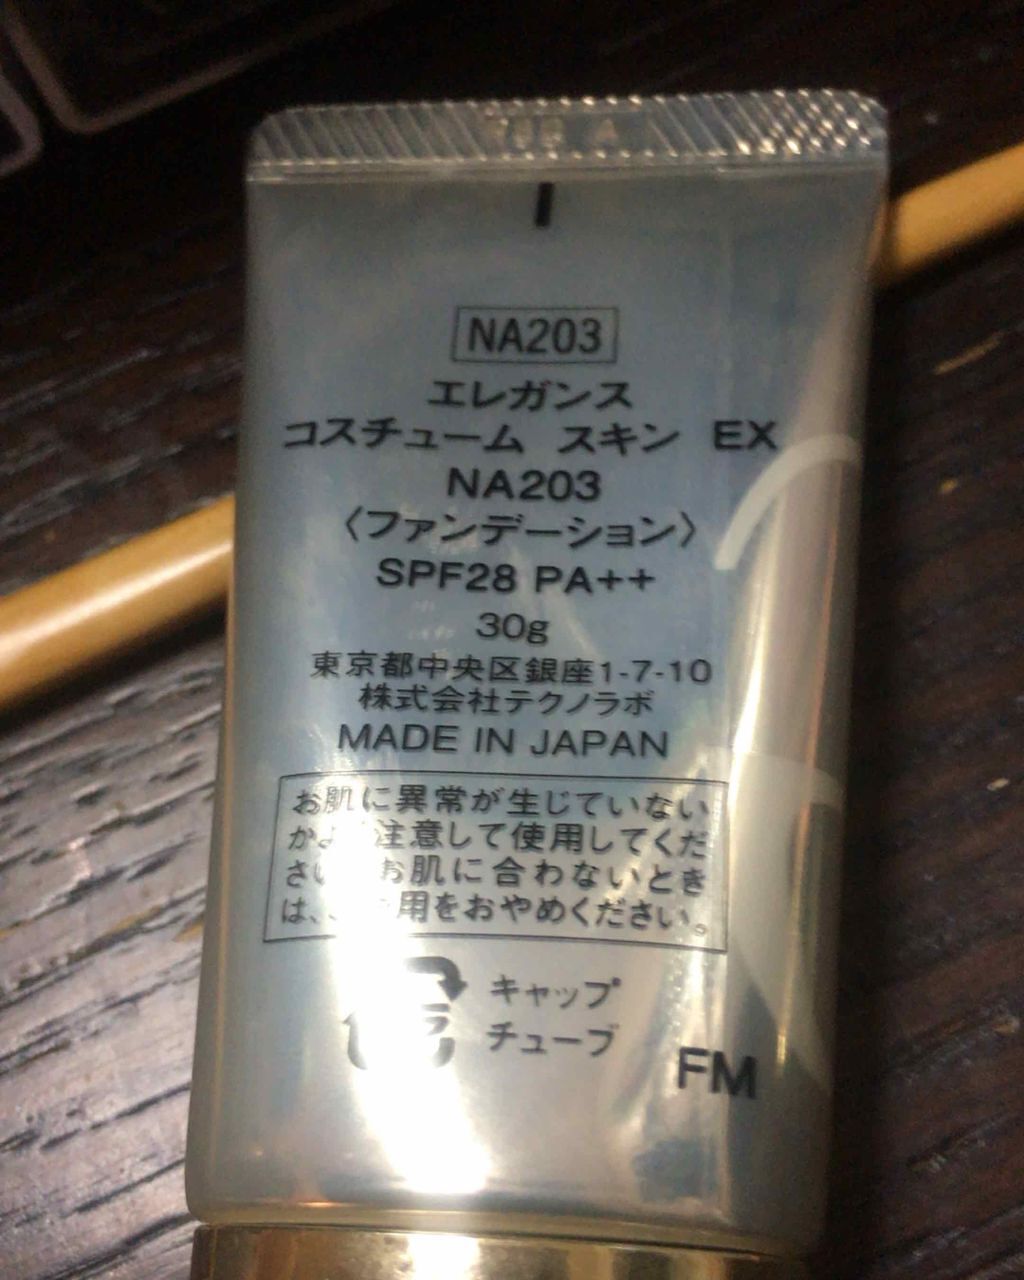 NA203
エレガンス
コスチューム スキン EX
NA203
〈ファンデーション〉
SPF28 PA++
30g
東京都中央区銀座1-7-10
株式会社テクノラボ
MADE IN JAPAN
お肌に異常が生じていない
かよ 注意して使用してくだ
さい お肌に合わないとき
は、 用をおやめください。
キャップ
チューブ
FM